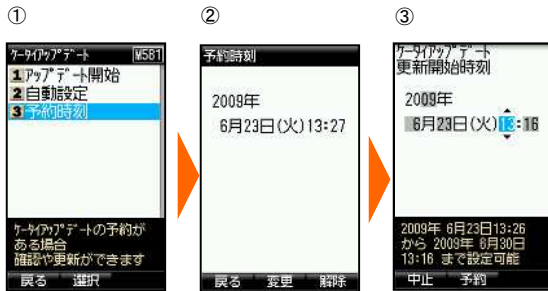 ① ② ③
ケータイアップデート M581
1 アップデート開始
2 自動設定
3 予約時刻
ケータイアップデートの予約が
ある場合
確認や更新ができます
戻る 選択
予約時刻
2009年
6月23日(火)13:27
戻る 変更 解除
ケータイアップデート
更新開始時刻
2009年
6月23日(火)13:16
2009年 6月23日13:26
から 2009年 6月30日
13:16 まで設定可能
中止 予約